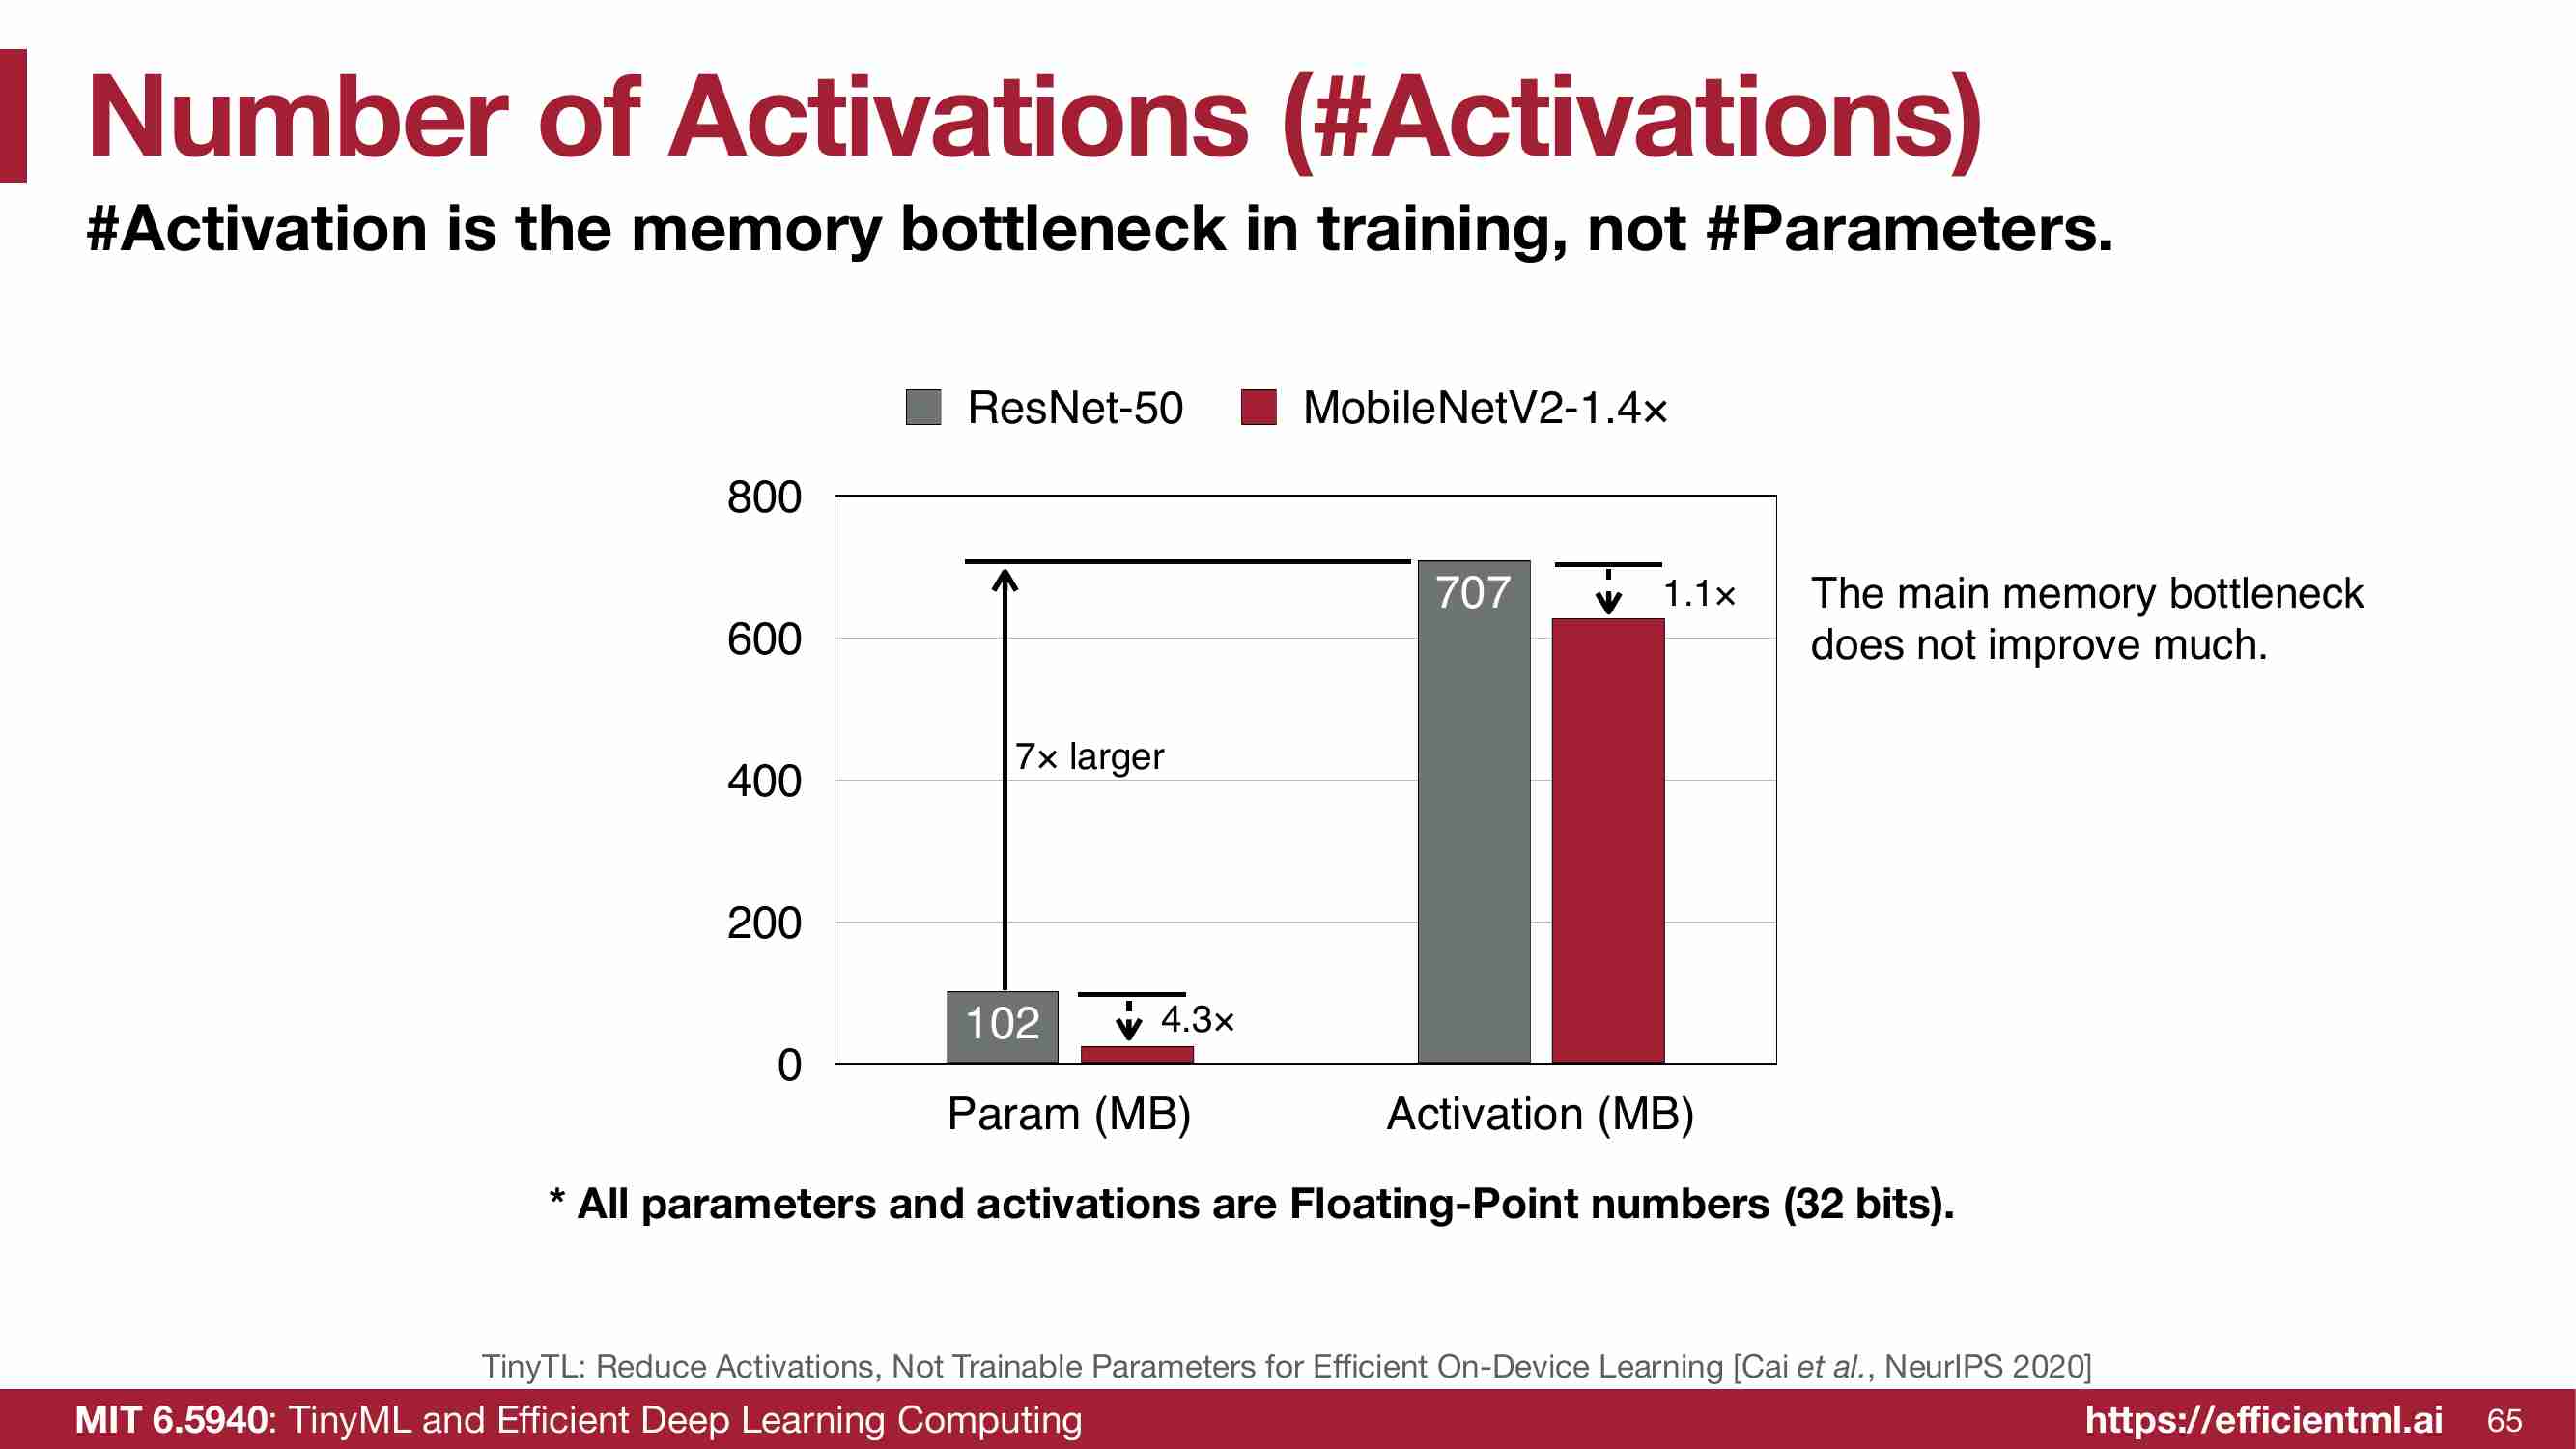 Number of Activations (#Activations)
#Activation is the memory bottleneck in training, not #Parameters.
ResNet-50 MobileNetV2-1.4×
800
600
400
200
0
707
1.1×
The main memory bottleneck
does not improve much.
7× larger
102
4.3×
Param (MB) Activation (MB)
* All parameters and activations are Floating-Point numbers (32 bits).
TinyTL: Reduce Activations, Not Trainable Parameters for Efficient On-Device Learning [Cai et al., NeurIPS 2020]
MIT 6.5940: TinyML and Efficient Deep Learning Computing https://efficientml.ai 65